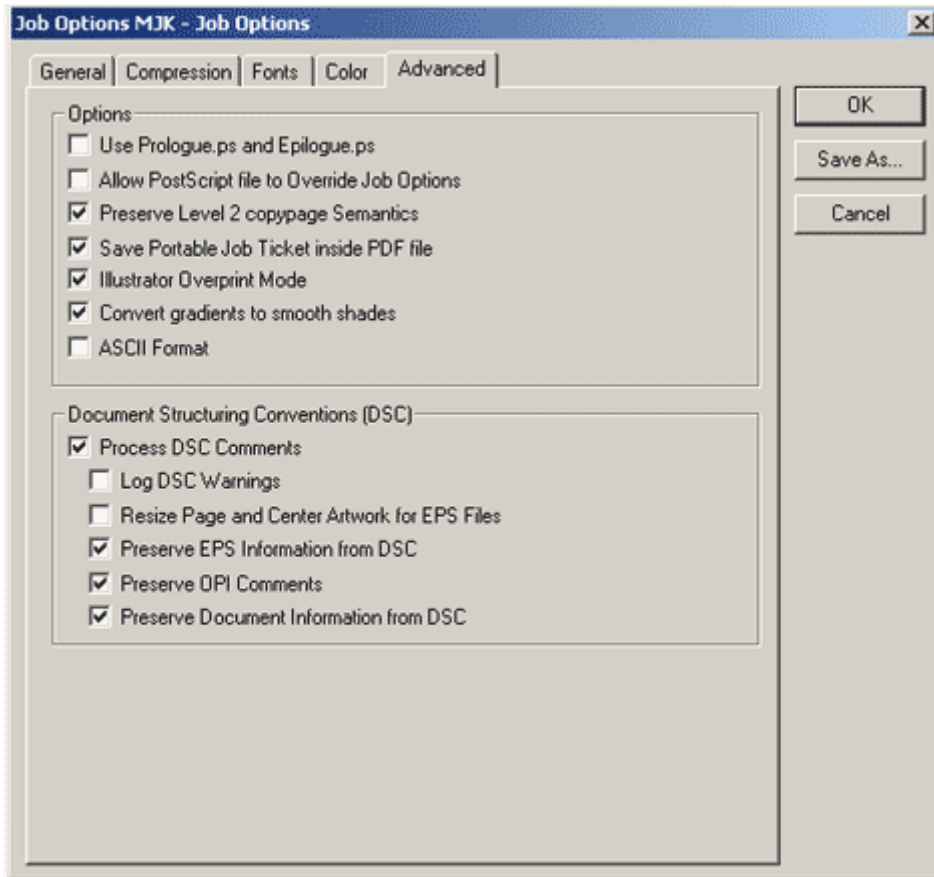 Job Options MJK - Job Options
General Compression Fonts Color Advanced
Options
Use Prologue.ps and Epilogue.ps
Allow PostScript file to Override Job Options
Preserve Level 2 copypage Semantics
Save Portable Job Ticket inside PDF file
Illustrator Overprint Mode
Convert gradients to smooth shades
ASCII Format
Document Structuring Conventions (DSC)
Process DSC Comments
Log DSC Warnings
Resize Page and Center Artwork for EPS Files
Preserve EPS Information from DSC
Preserve OPI Comments
Preserve Document Information from DSC
OK
Save As...
Cancel